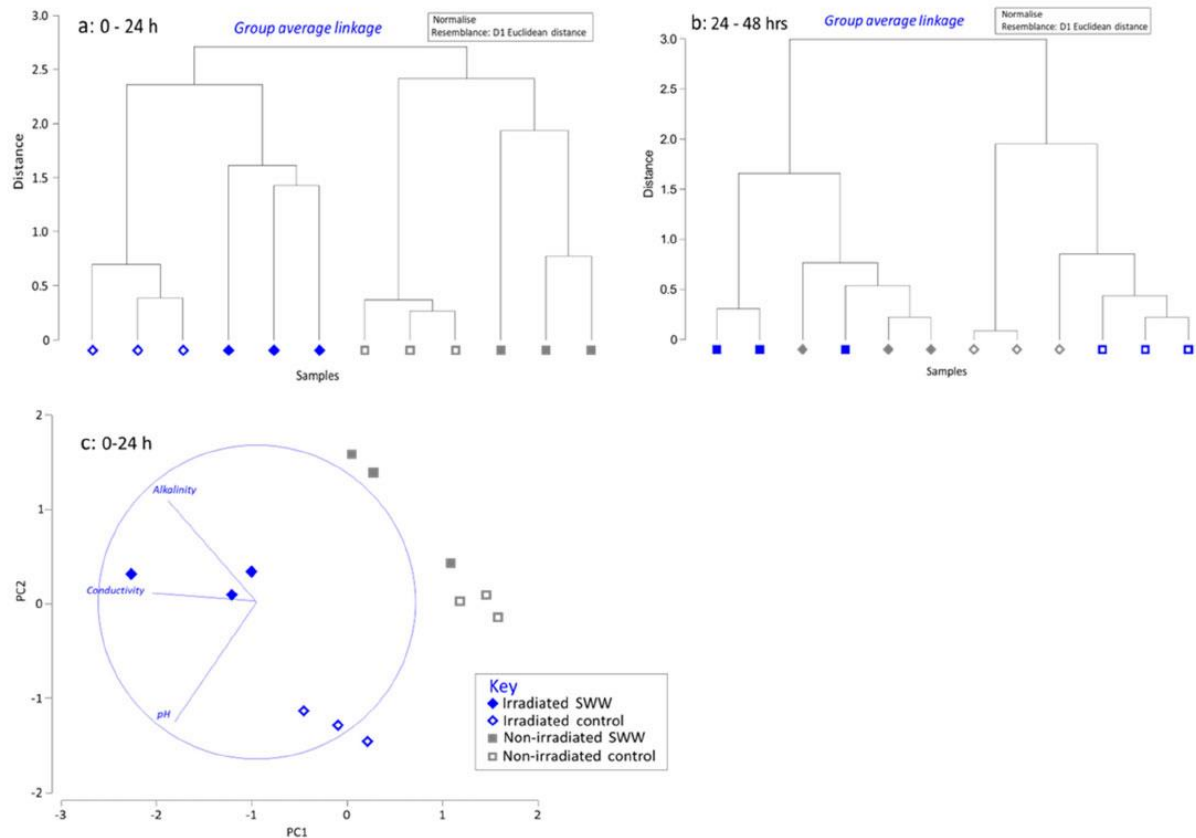 a: 0 - 24 h
Group average linkage
Normalise
Resemblance: D1 Euclidean distance
3.0
2.5
2.0
1.5
1.0
0.5
0
Distance
Samples
b: 24 - 48 hrs
Group average linkage
Normalise
Resemblance: D1 Euclidean distance
3.0
2.5
2.0
1.5
1.0
0.5
0
Distance
Samples
c: 0-24 h
2
1
0
-1
-2
PC2
Alkalinity
Conductivity
pH
-3
-2
-1
0
1
2
PC1
Key
Irradiated SWW
Irradiated control
Non-irradiated SWW
Non-irradiated control